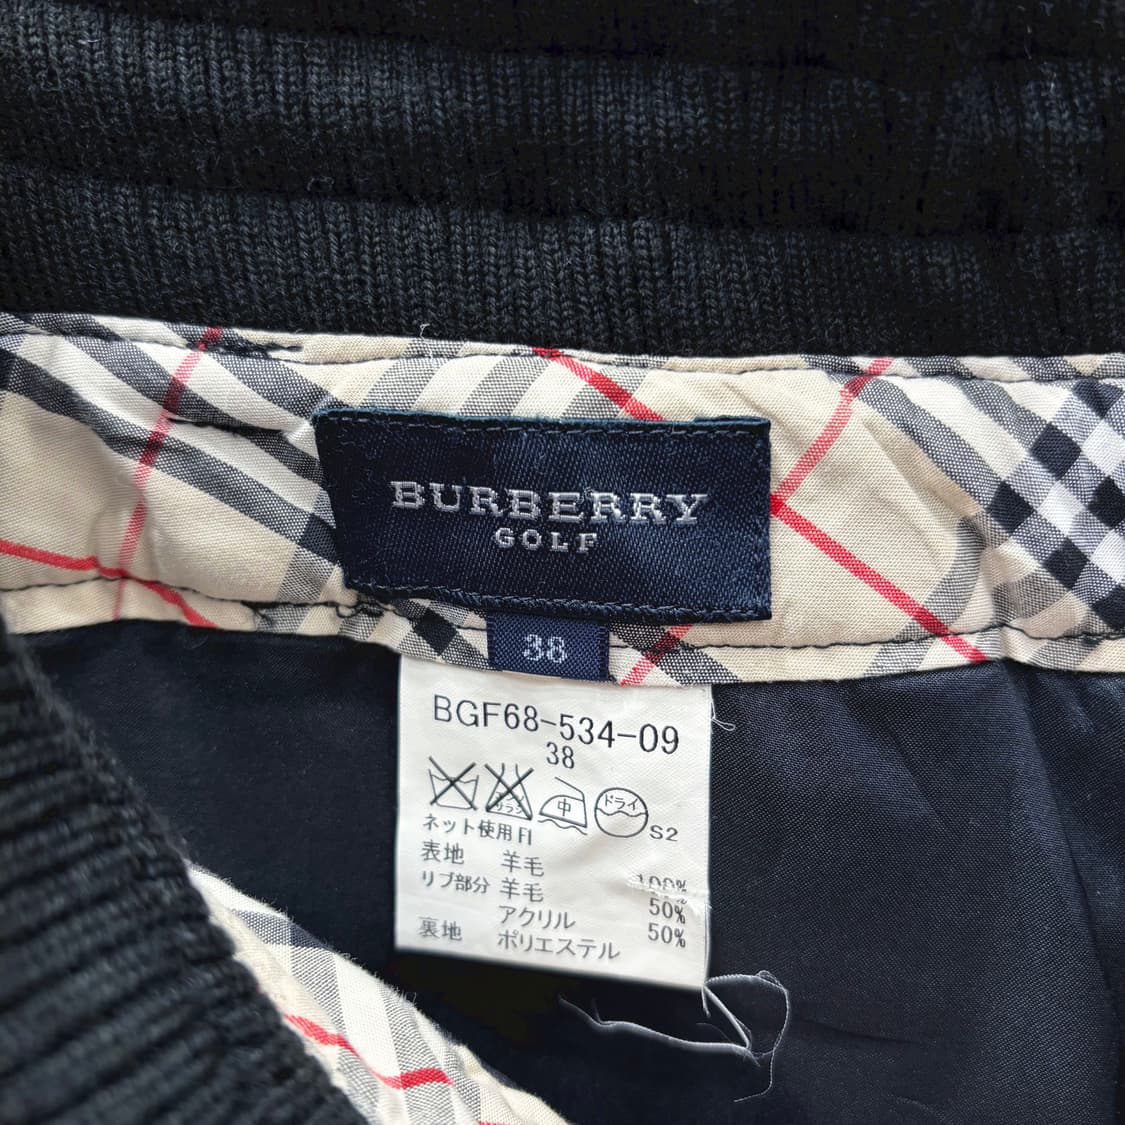 BURBERRY
GOLF
38
BGF68-534-09
38
中 ドライ S2
ネット使用
表地 羊毛 100%
リブ部分 羊毛 50%
アクリル 50%
裏地 ポリエステル